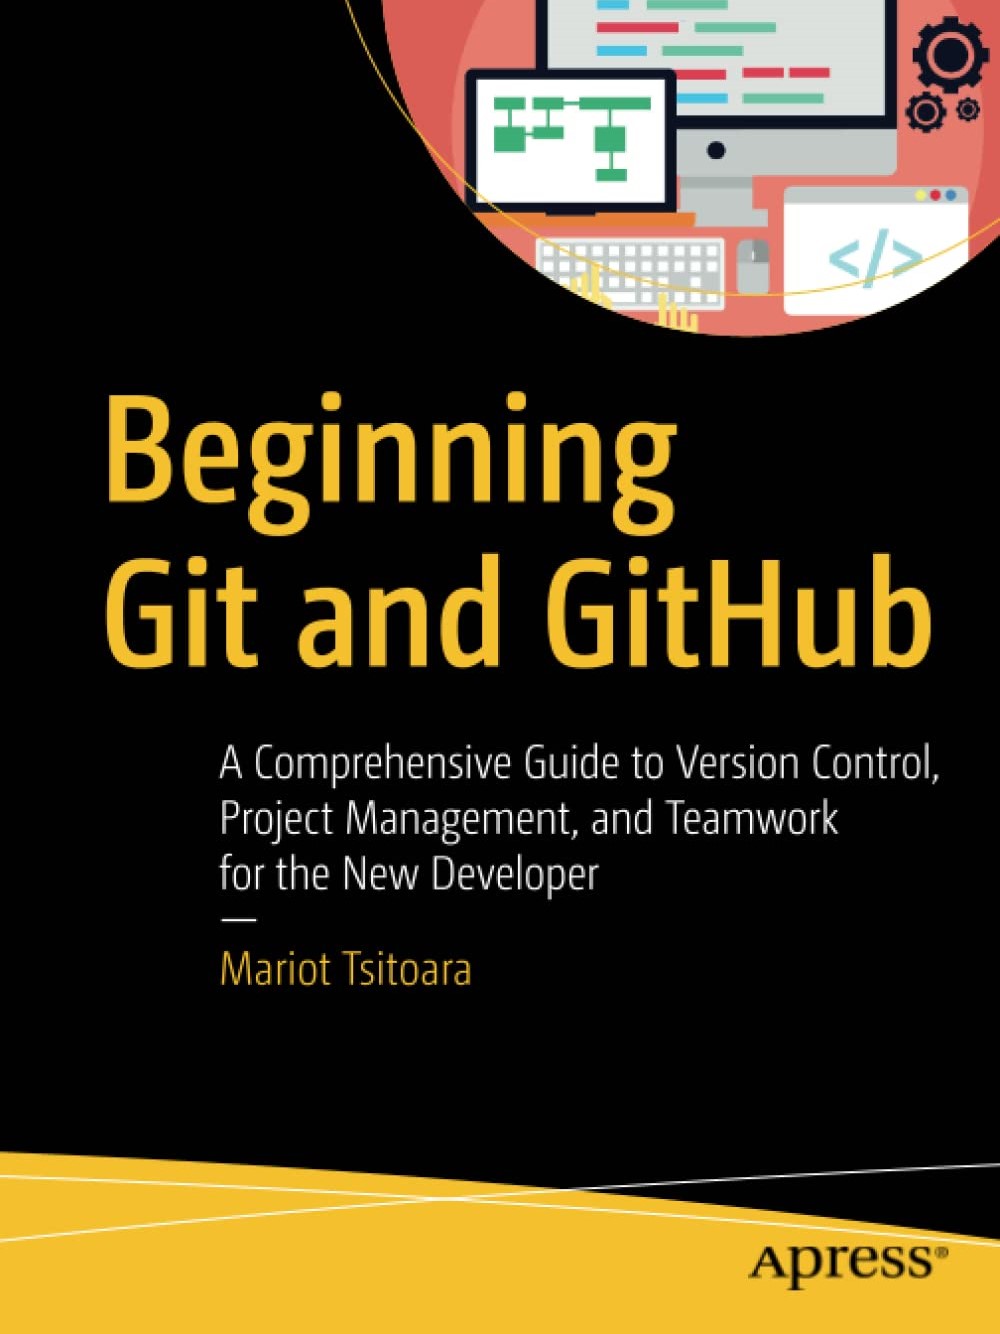 </>
Beginning
Git and GitHub
A Comprehensive Guide to Version Control,
Project Management, and Teamwork
for the New Developer
—
Mariot Tsitoara
Apress®